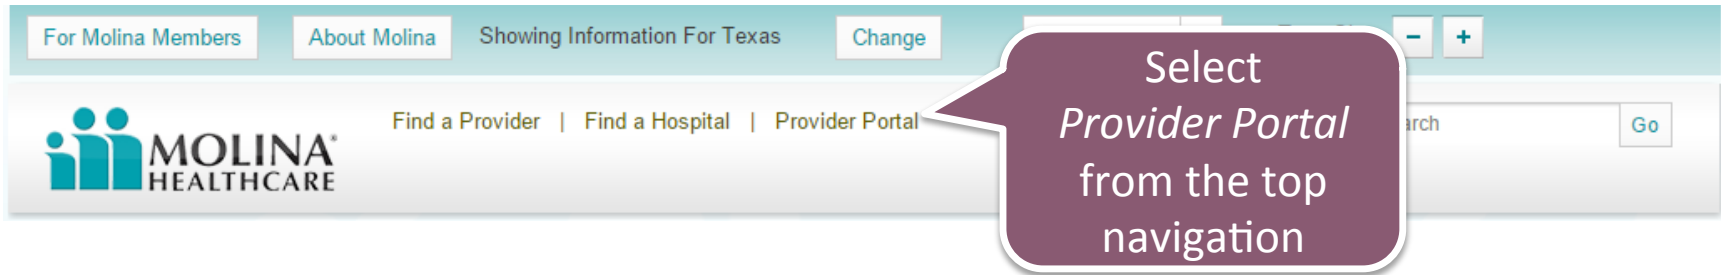 For Molina Members About Molina Showing Information For Texas Change - +
Find a Provider | Find a Hospital | Provider Portal
Go
MOLINA®
HEALTHCARE
Select
Provider Portal
from the top
navigation